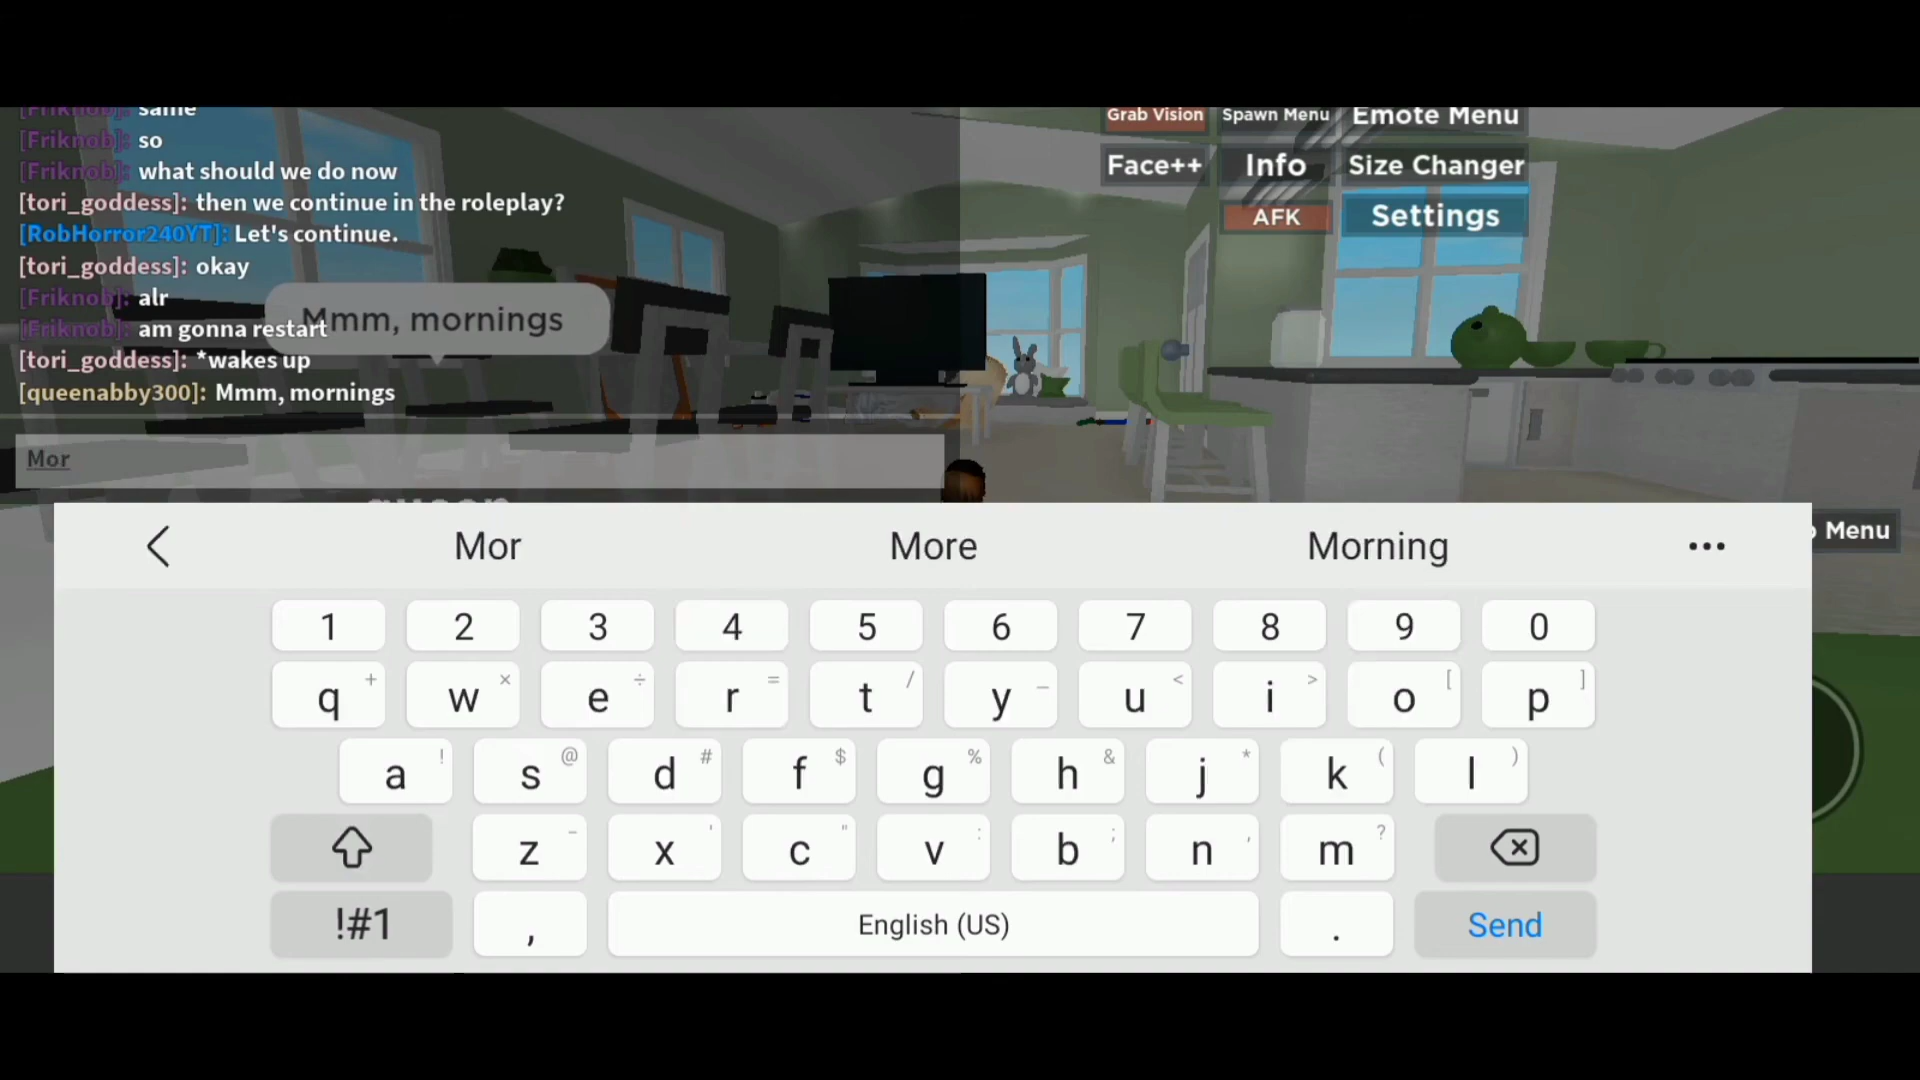 [Friknob]: same
[Friknob]: so
[Friknob]: what should we do now
[tori_goddess]: then we continue in the roleplay?
[RobHorror240YT]: Let's continue.
[tori_goddess]: okay
[Friknob]: alr
[Friknob]: am gonna restart
[tori_goddess]: *wakes up
[queenabby300]: Mmm, mornings
Mmm, mornings
Mor
Grab Vision Spawn Menu Emote Menu
Face++ Info Size Changer
AFK Settings
Menu
Mor More Morning •••
1 2 3 4 5 6 7 8 9 0
q + w × e ÷ r = t / y _ u < i > o [ p ]
a ! s @ d # f $ g % h & j * k ( l )
z - x ' c " v : b ; n , m ?
!#1 , English (US) . Send